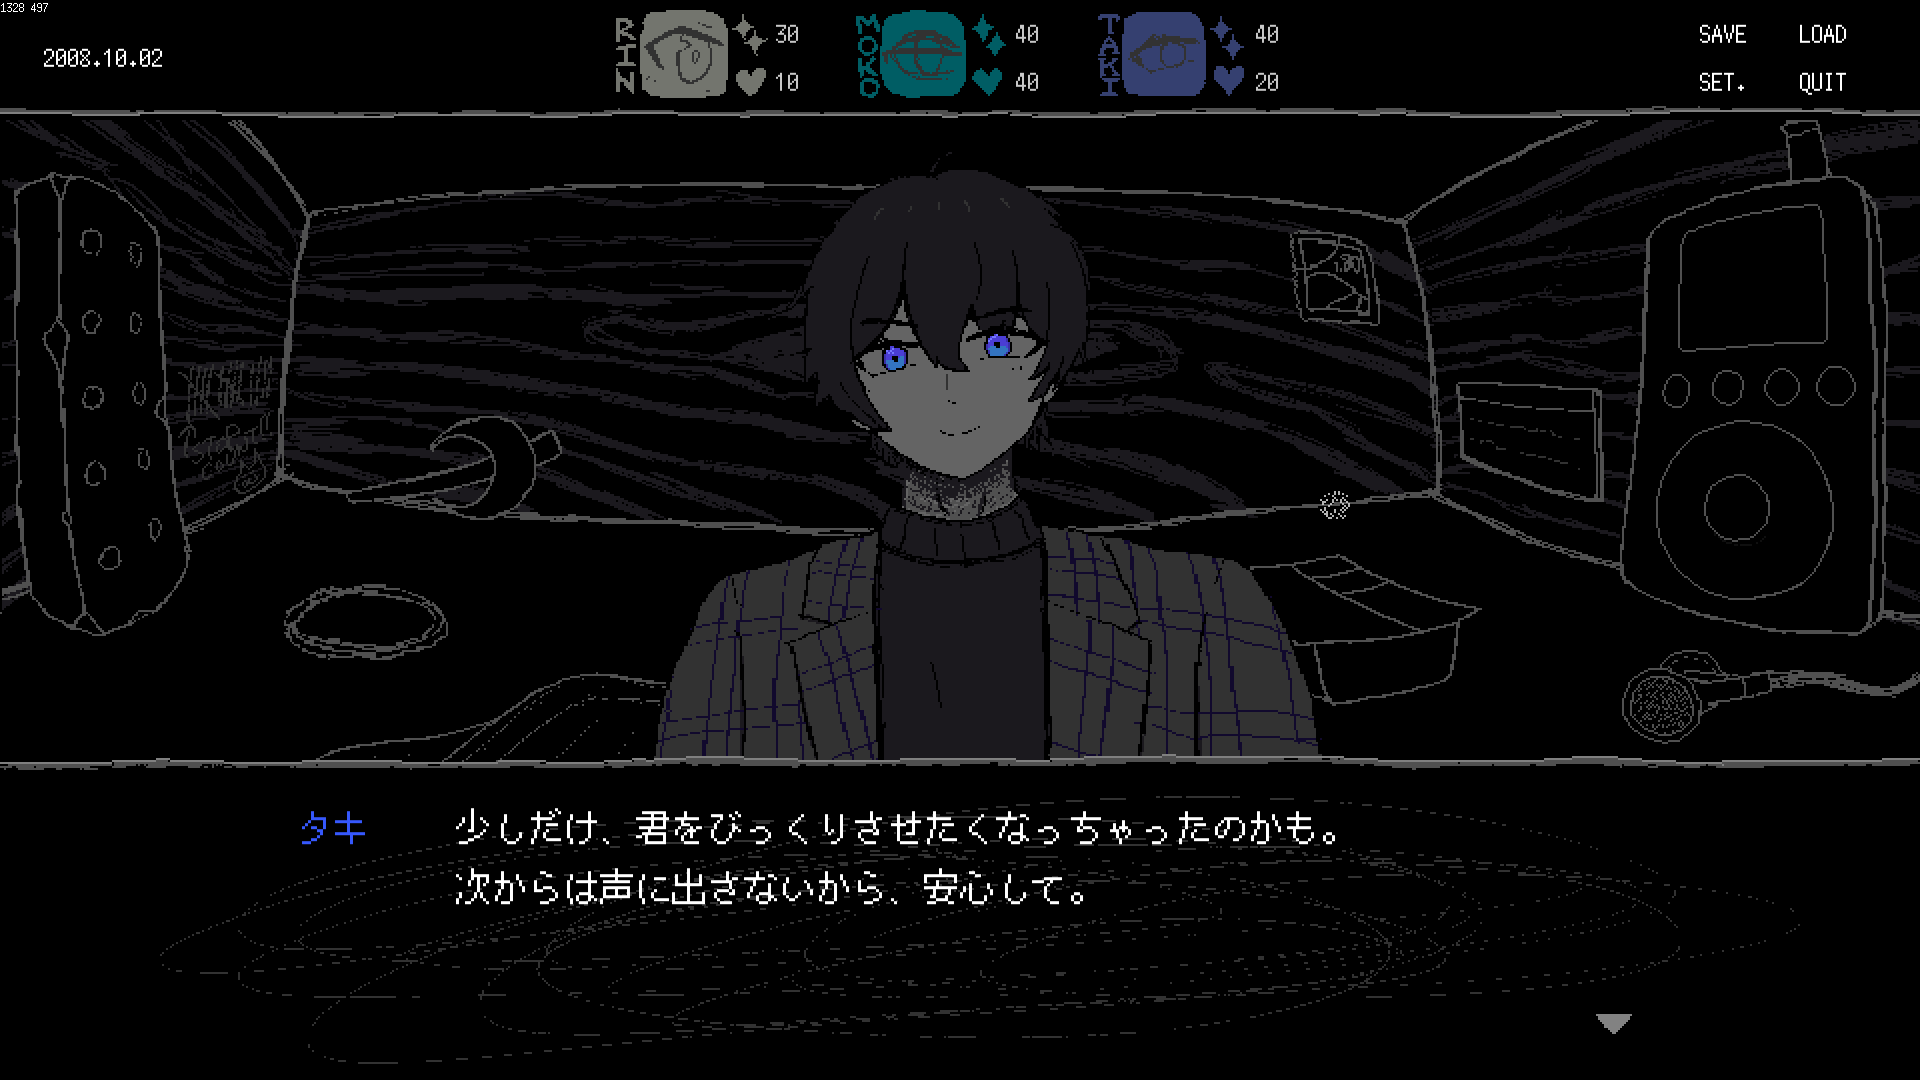 1328 497
2008.10.02
RIN 30 10
MOKO 40 40
TAKI 40 20
SAVE LOAD
SET. QUIT
タキ 少しだけ、君をびっくりさせたくなっちゃったのかも。
次からは声に出さないから、安心して。